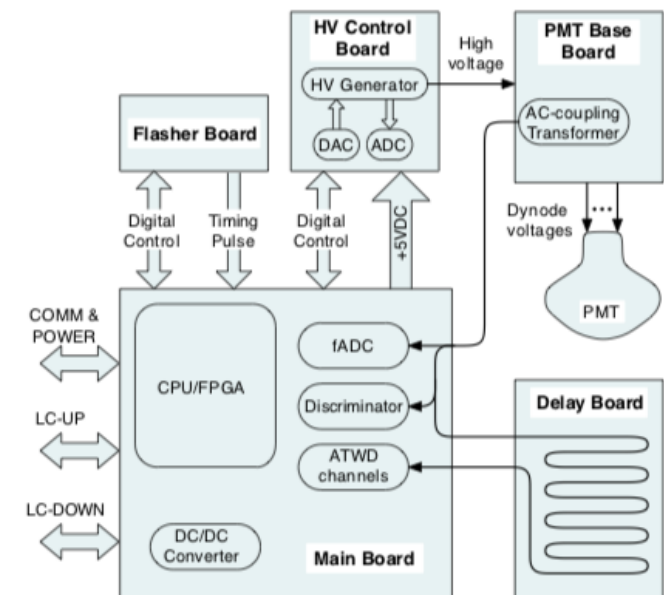 HV Control
Board
HV Generator
DAC
ADC
High
voltage
PMT Base
Board
AC-coupling
Transformer
Flasher Board
Digital
Control
Timing
Pulse
Digital
Control
+5VDC
Dynode
voltages
...
PMT
COMM &
POWER
LC-UP
LC-DOWN
CPU/FPGA
fADC
Discriminator
ATWD
channels
DC/DC
Converter
Main Board
Delay Board